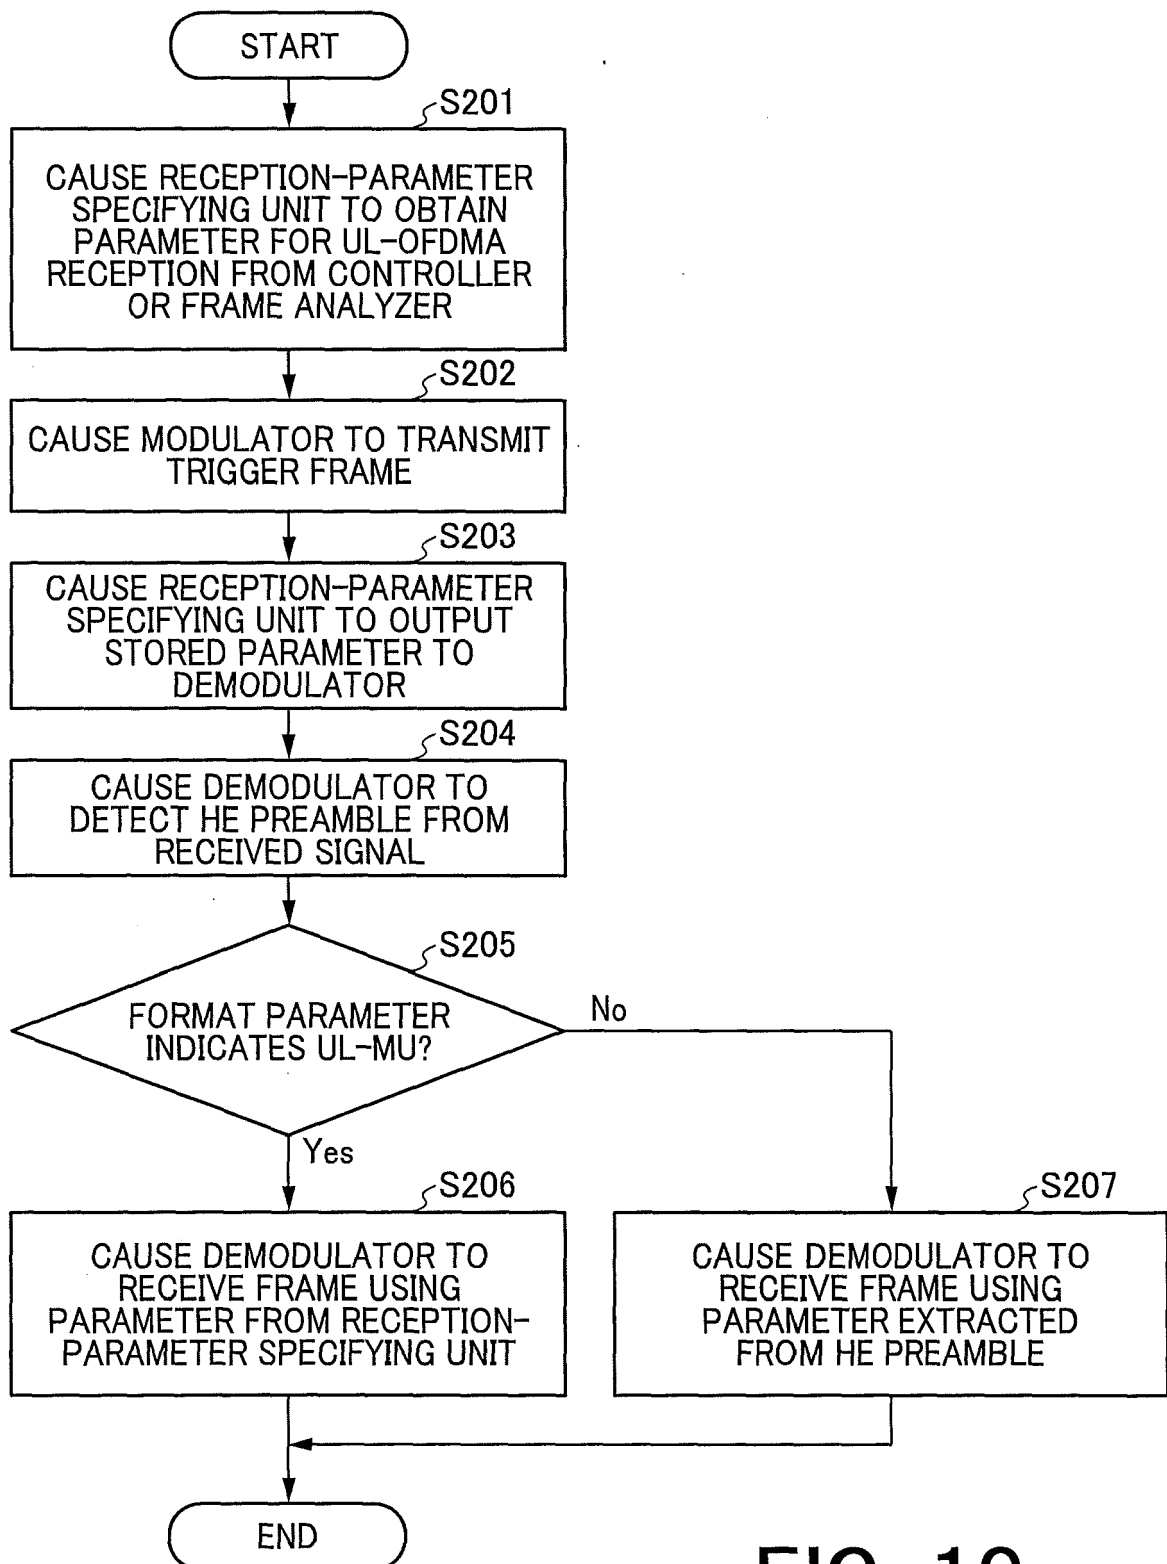 START
S201
CAUSE RECEPTION-PARAMETER
SPECIFYING UNIT TO OBTAIN
PARAMETER FOR UL-OFDMA
RECEPTION FROM CONTROLLER
OR FRAME ANALYZER
S202
CAUSE MODULATOR TO TRANSMIT
TRIGGER FRAME
S203
CAUSE RECEPTION-PARAMETER
SPECIFYING UNIT TO OUTPUT
STORED PARAMETER TO
DEMODULATOR
S204
CAUSE DEMODULATOR TO
DETECT HE PREAMBLE FROM
RECEIVED SIGNAL
S205
FORMAT PARAMETER
INDICATES UL-MU?
No
Yes
S206
CAUSE DEMODULATOR TO
RECEIVE FRAME USING
PARAMETER FROM RECEPTION-
PARAMETER SPECIFYING UNIT
S207
CAUSE DEMODULATOR TO
RECEIVE FRAME USING
PARAMETER EXTRACTED
FROM HE PREAMBLE
END